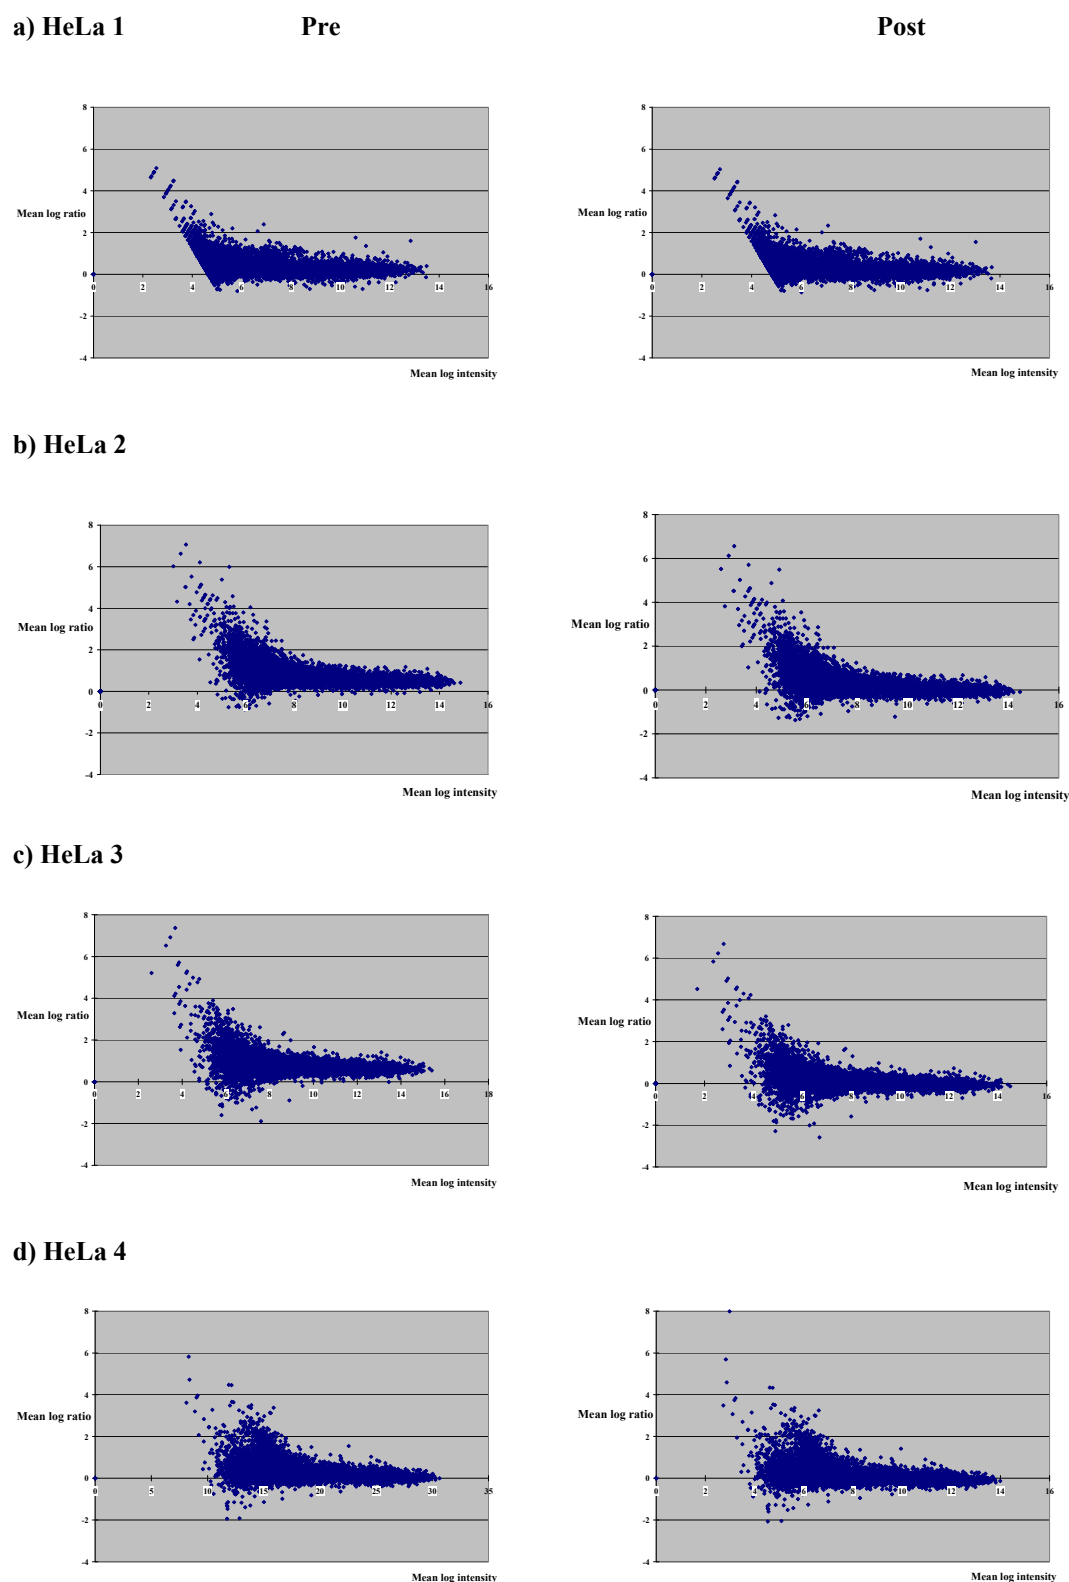 a) HeLa 1 Pre Post
8
6
4
2
0
-2
-4
0 2 4 6 8 10 12 14 16
Mean log ratio
Mean log intensity
8
6
4
2
0
-2
-4
0 2 4 6 8 10 12 14 16
Mean log ratio
Mean log intensity
b) HeLa 2
8
6
4
2
0
-2
-4
0 2 4 6 8 10 12 14 16
Mean log ratio
Mean log intensity
8
6
4
2
0
-2
-4
0 2 4 6 8 10 12 14 16
Mean log ratio
Mean log intensity
c) HeLa 3
8
6
4
2
0
-2
-4
0 2 4 6 8 10 12 14 16 18
Mean log ratio
Mean log intensity
8
6
4
2
0
-2
-4
0 2 4 6 8 10 12 14 16
Mean log ratio
Mean log intensity
d) HeLa 4
8
6
4
2
0
-2
-4
0 5 10 15 20 25 30 35
Mean log ratio
Mean log intensity
8
6
4
2
0
-2
-4
0 2 4 6 8 10 12 14 16
Mean log ratio
Mean log intensity